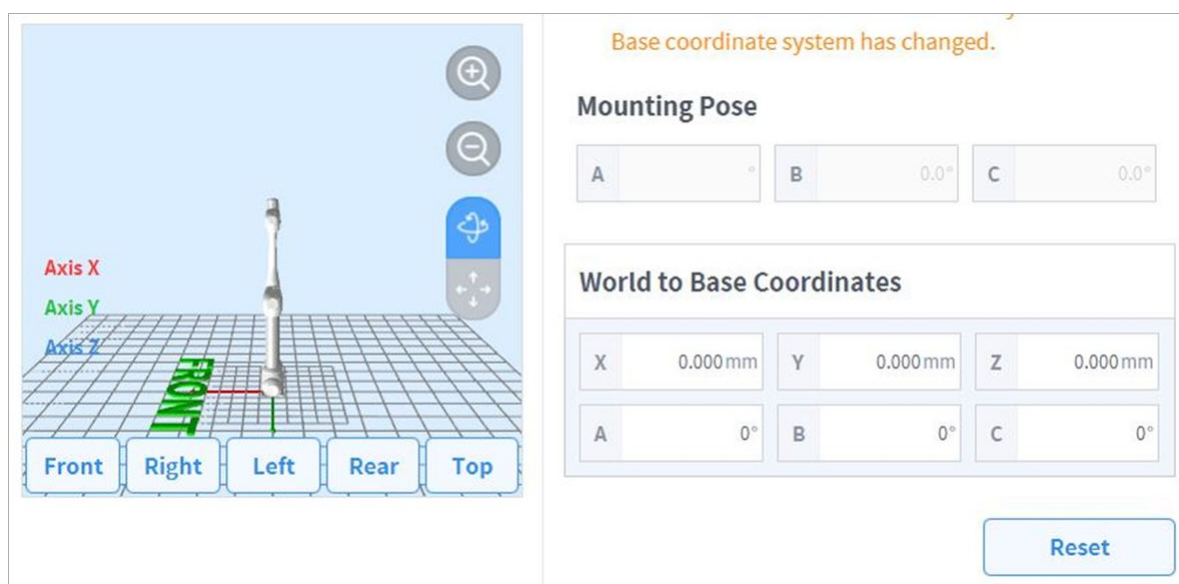 Base coordinate system has changed.
Mounting Pose
A ° B 0.0° C 0.0°
World to Base Coordinates
X 0.000 mm Y 0.000 mm Z 0.000 mm
A 0° B 0° C 0°
Reset
Axis X
Axis Y
Axis Z
FRONT
Front Right Left Rear Top